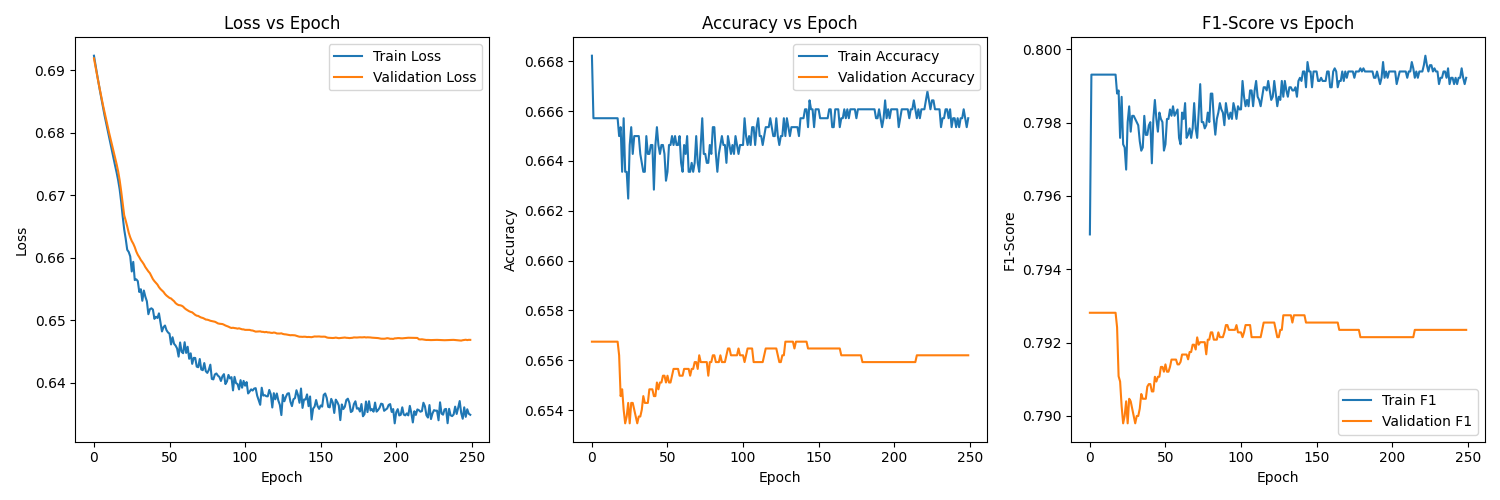 Loss vs Epoch
Train Loss
Validation Loss
0.69
0.68
0.67
0.66
0.65
0.64
Loss
0 50 100 150 200 250
Epoch
Accuracy vs Epoch
Train Accuracy
Validation Accuracy
0.668
0.666
0.664
0.662
0.660
0.658
0.656
0.654
Accuracy
0 50 100 150 200 250
Epoch
F1-Score vs Epoch
0.800
0.798
0.796
0.794
0.792
0.790
F1-Score
Train F1
Validation F1
0 50 100 150 200 250
Epoch